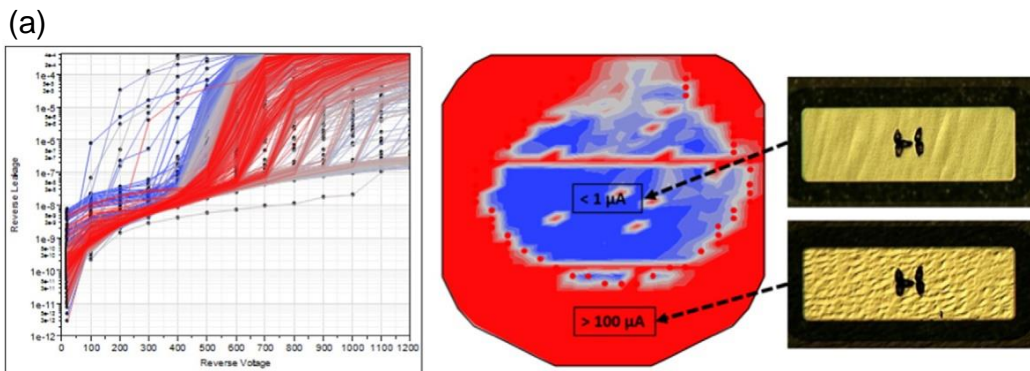 (a)
Reverse Leakage
1e-4
1e-5
1e-6
1e-7
1e-8
1e-9
1e-10
1e-11
1e-12
0 100 200 300 400 500 600 700 800 900 1000 1100 1200
Reverse Voltage
< 1 µA
> 100 µA